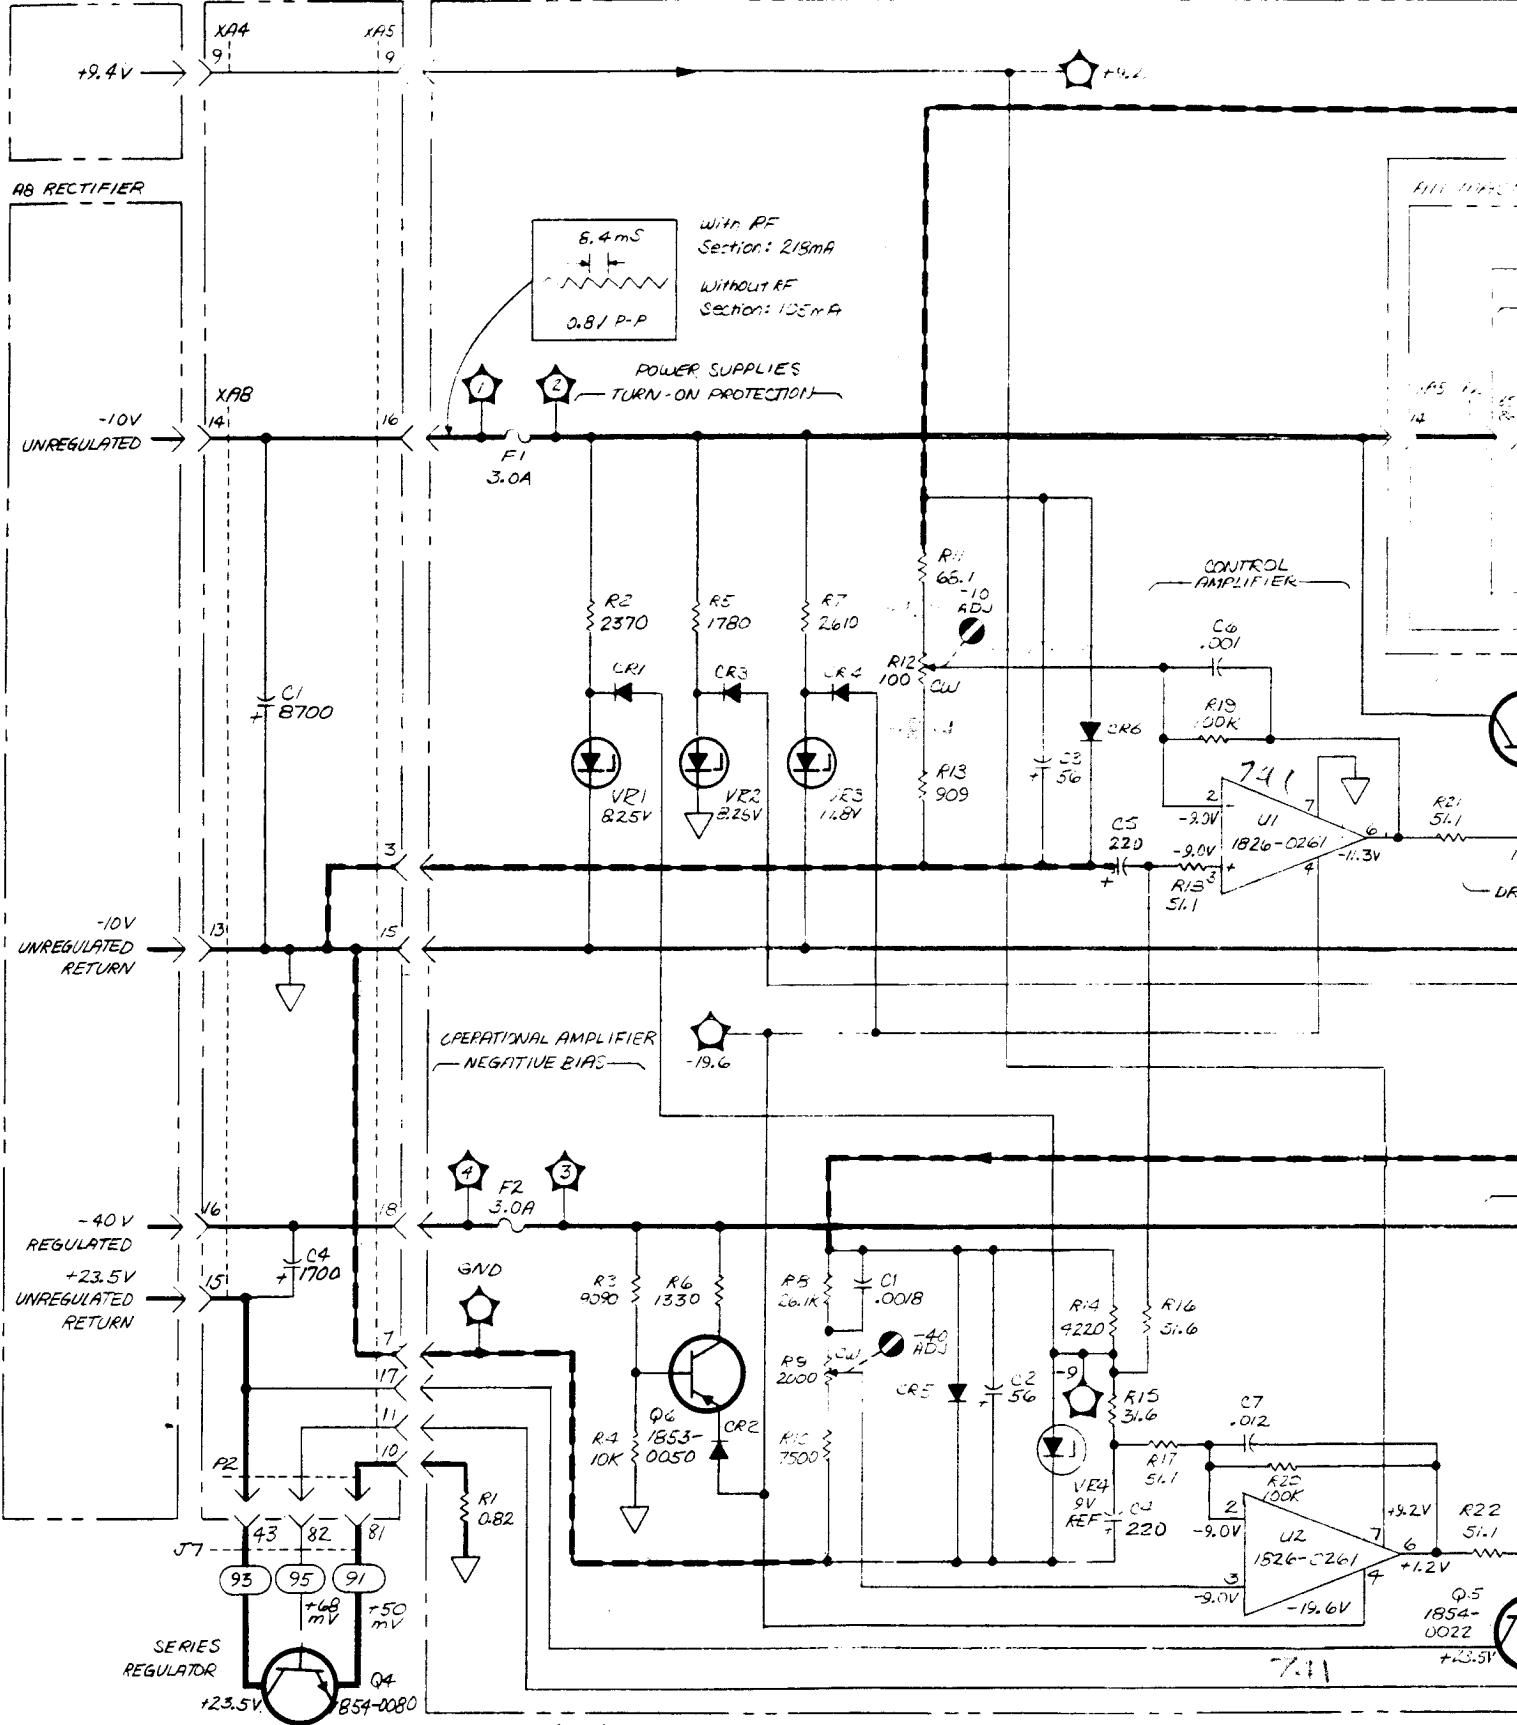 XA4
XA5
9
9
+9.4V
A8 RECTIFIER
With RF
Section: 218mA
Without RF
P-P
POWER SUPPLIES
TURN-ON PROTECTION
1
2
XA8
-10V
UNREGULATED
14
16
F1
3.0A
14
R11
-10
ADJ
CONTROL
AMPLIFIER
C6
.001
R2
2370
R5
1780
R7
2610
CR1
CR3
CR4
R12
100
CW
C1
8700
+
R19
100K
CR6
C3
56
+
R13
909
VR1
8.25V
VR2
8.25V
VR3
11.8V
741
2
-
7
-9.0V
U1
1826-0261
6
-11.3V
R21
51.1
C5
220
+
-9.0V
3
+
4
R18
51.1
3
-10V
UNREGULATED
RETURN
13
15
OPERATIONAL AMPLIFIER
NEGATIVE BIAS
-19.6
4
3
F2
3.0A
-40V
REGULATED
16
18
C4
1700
+
+23.5V
UNREGULATED
RETURN
15
GND
R3
9090
R6
1330
R8
26.1K
C1
.0018
R14
4220
R16
51.6
-40
ADJ
7
17
11
10
R9
2000
CW
CR5
C2
56
-9
R15
31.6
C7
.012
Q6
1853-
0050
CR2
R4
10K
R10
7500
R17
51.1
R20
100K
VR4
9V
REF
C4
220
P2
R1
0.82
+9.2V
R22
51.1
2
-9.0V
7
U2
1826-0261
6
+1.2V
4
3
-9.0V
-19.6V
43
82
81
J7
93
95
91
+68
mV
+50
mV
Q5
1854-
0022
+23.5V
SERIES
REGULATOR
+23.5V
Q4
1854-0080
741